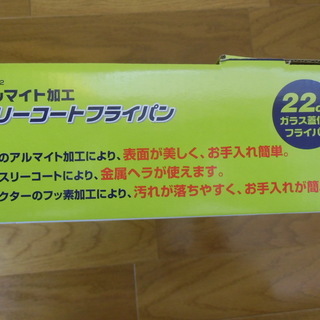 2
ルマイト加工
スリーコートフライパン
22c
ガラス蓋付
フライパ
のアルマイト加工により、表面が美しく、お手入れ簡単。
スリーコートにより、金属ヘラが使えます。
クターのフッ素加工により、汚れが落ちやすく、お手入れが簡